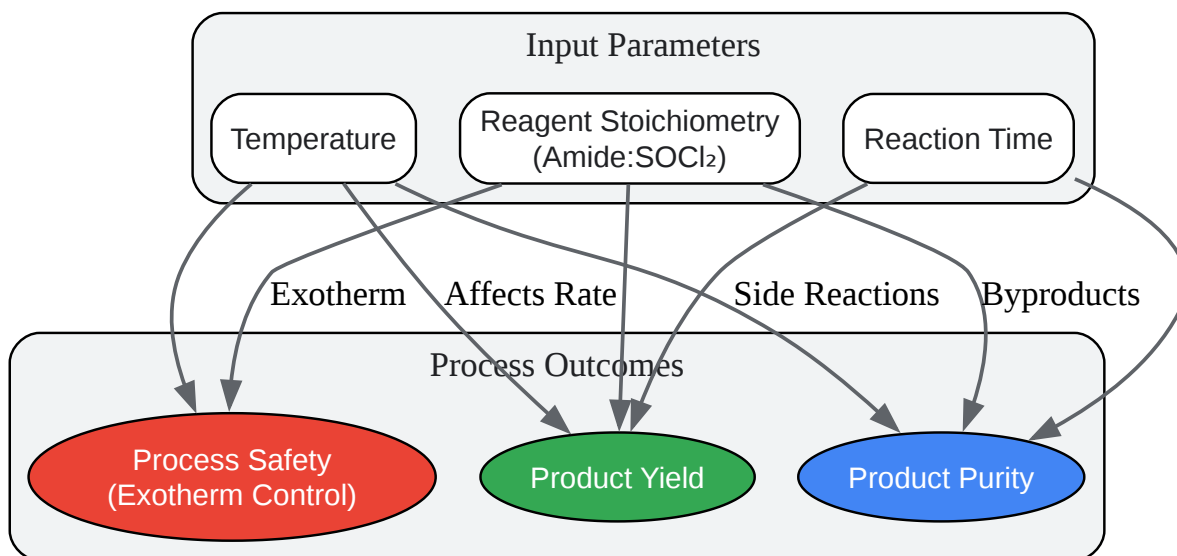 Input Parameters
Temperature
Reagent Stoichiometry
(Amide:SOCl₂)
Reaction Time
Exotherm
Affects Rate
Side Reactions
Byproducts
Process Outcomes
Process Safety
(Exotherm Control)
Product Yield
Product Purity